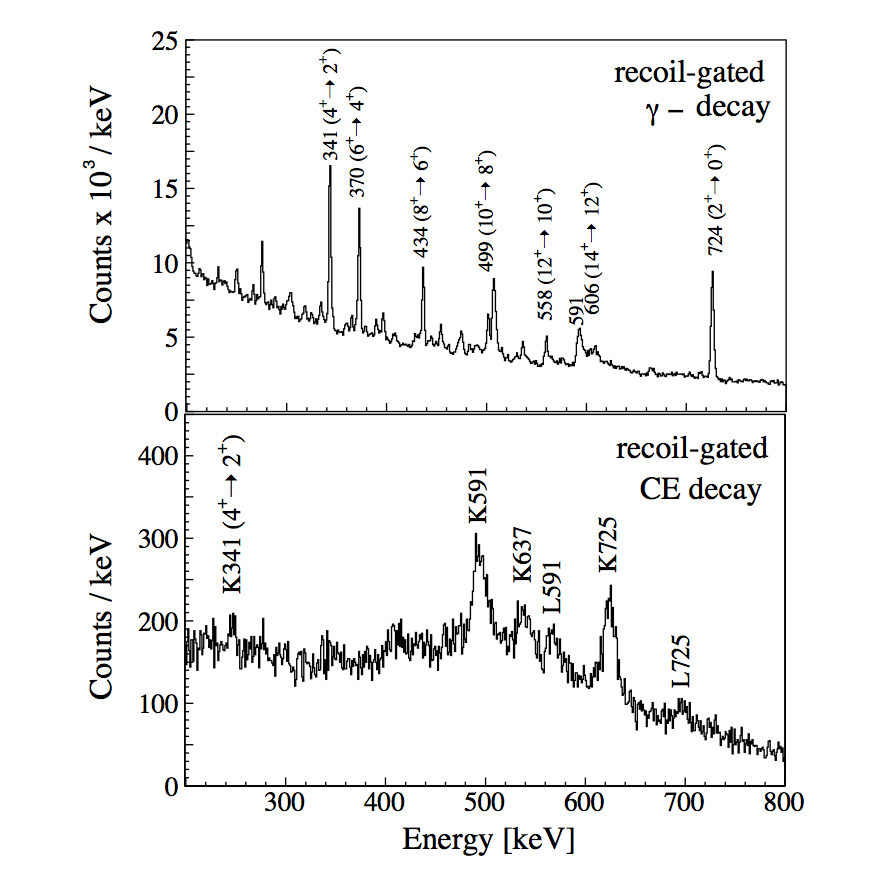 25
20
15
10
5
0
Counts x 10³ / keV
recoil-gated
γ – decay
341 (4⁺→ 2⁺)
370 (6⁺→ 4⁺)
434 (8⁺→ 6⁺)
499 (10⁺→ 8⁺)
558 (12⁺→ 10⁺)
591
606 (14⁺→ 12⁺)
724 (2⁺→ 0⁺)
400
300
200
100
0
Counts / keV
recoil-gated
CE decay
K341 (4⁺→ 2⁺)
K591
K637
L591
K725
L725
300 400 500 600 700 800
Energy [keV]